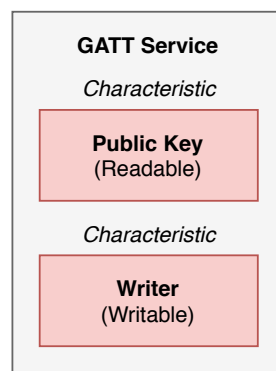 GATT Service
Characteristic
Public Key
(Readable)
Characteristic
Writer
(Writable)